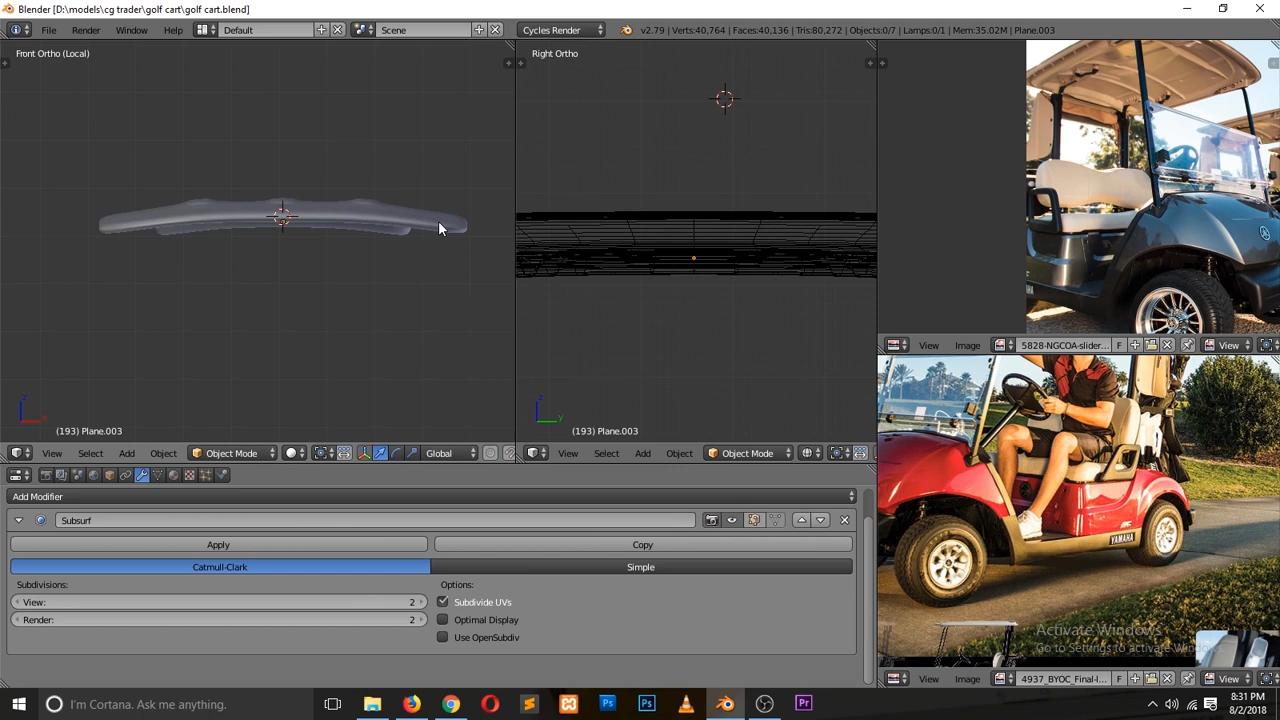 Blender [D:\models\cg trader\golf cart\golf cart.blend]
File Render Window Help Default Scene Cycles Render v2.79 | Verts:40,764 | Faces:40,136 | Tris:80,272 | Objects:0/7 | Lamps:0/1 | Mem:35.02M | Plane.003
Front Ortho (Local)
Right Ortho
z
x
(193) Plane.003
z
y
(193) Plane.003
View Select Add Object Object Mode Global
View Select Add Object Object Mode
View Image 5828-NGCOA-slider... F View
YAMAHA
Add Modifier
Subsurf
Apply Copy
Catmull-Clark Simple
Subdivisions: Options:
View: 2 Subdivide UVs
Render: 2 Optimal Display
Use OpenSubdiv
Activate Windows
Go to Settings to activate Windows.
View Image 4937_BYOC_Final-l... F View
I'm Cortana. Ask me anything.
8:31 PM
8/2/2018